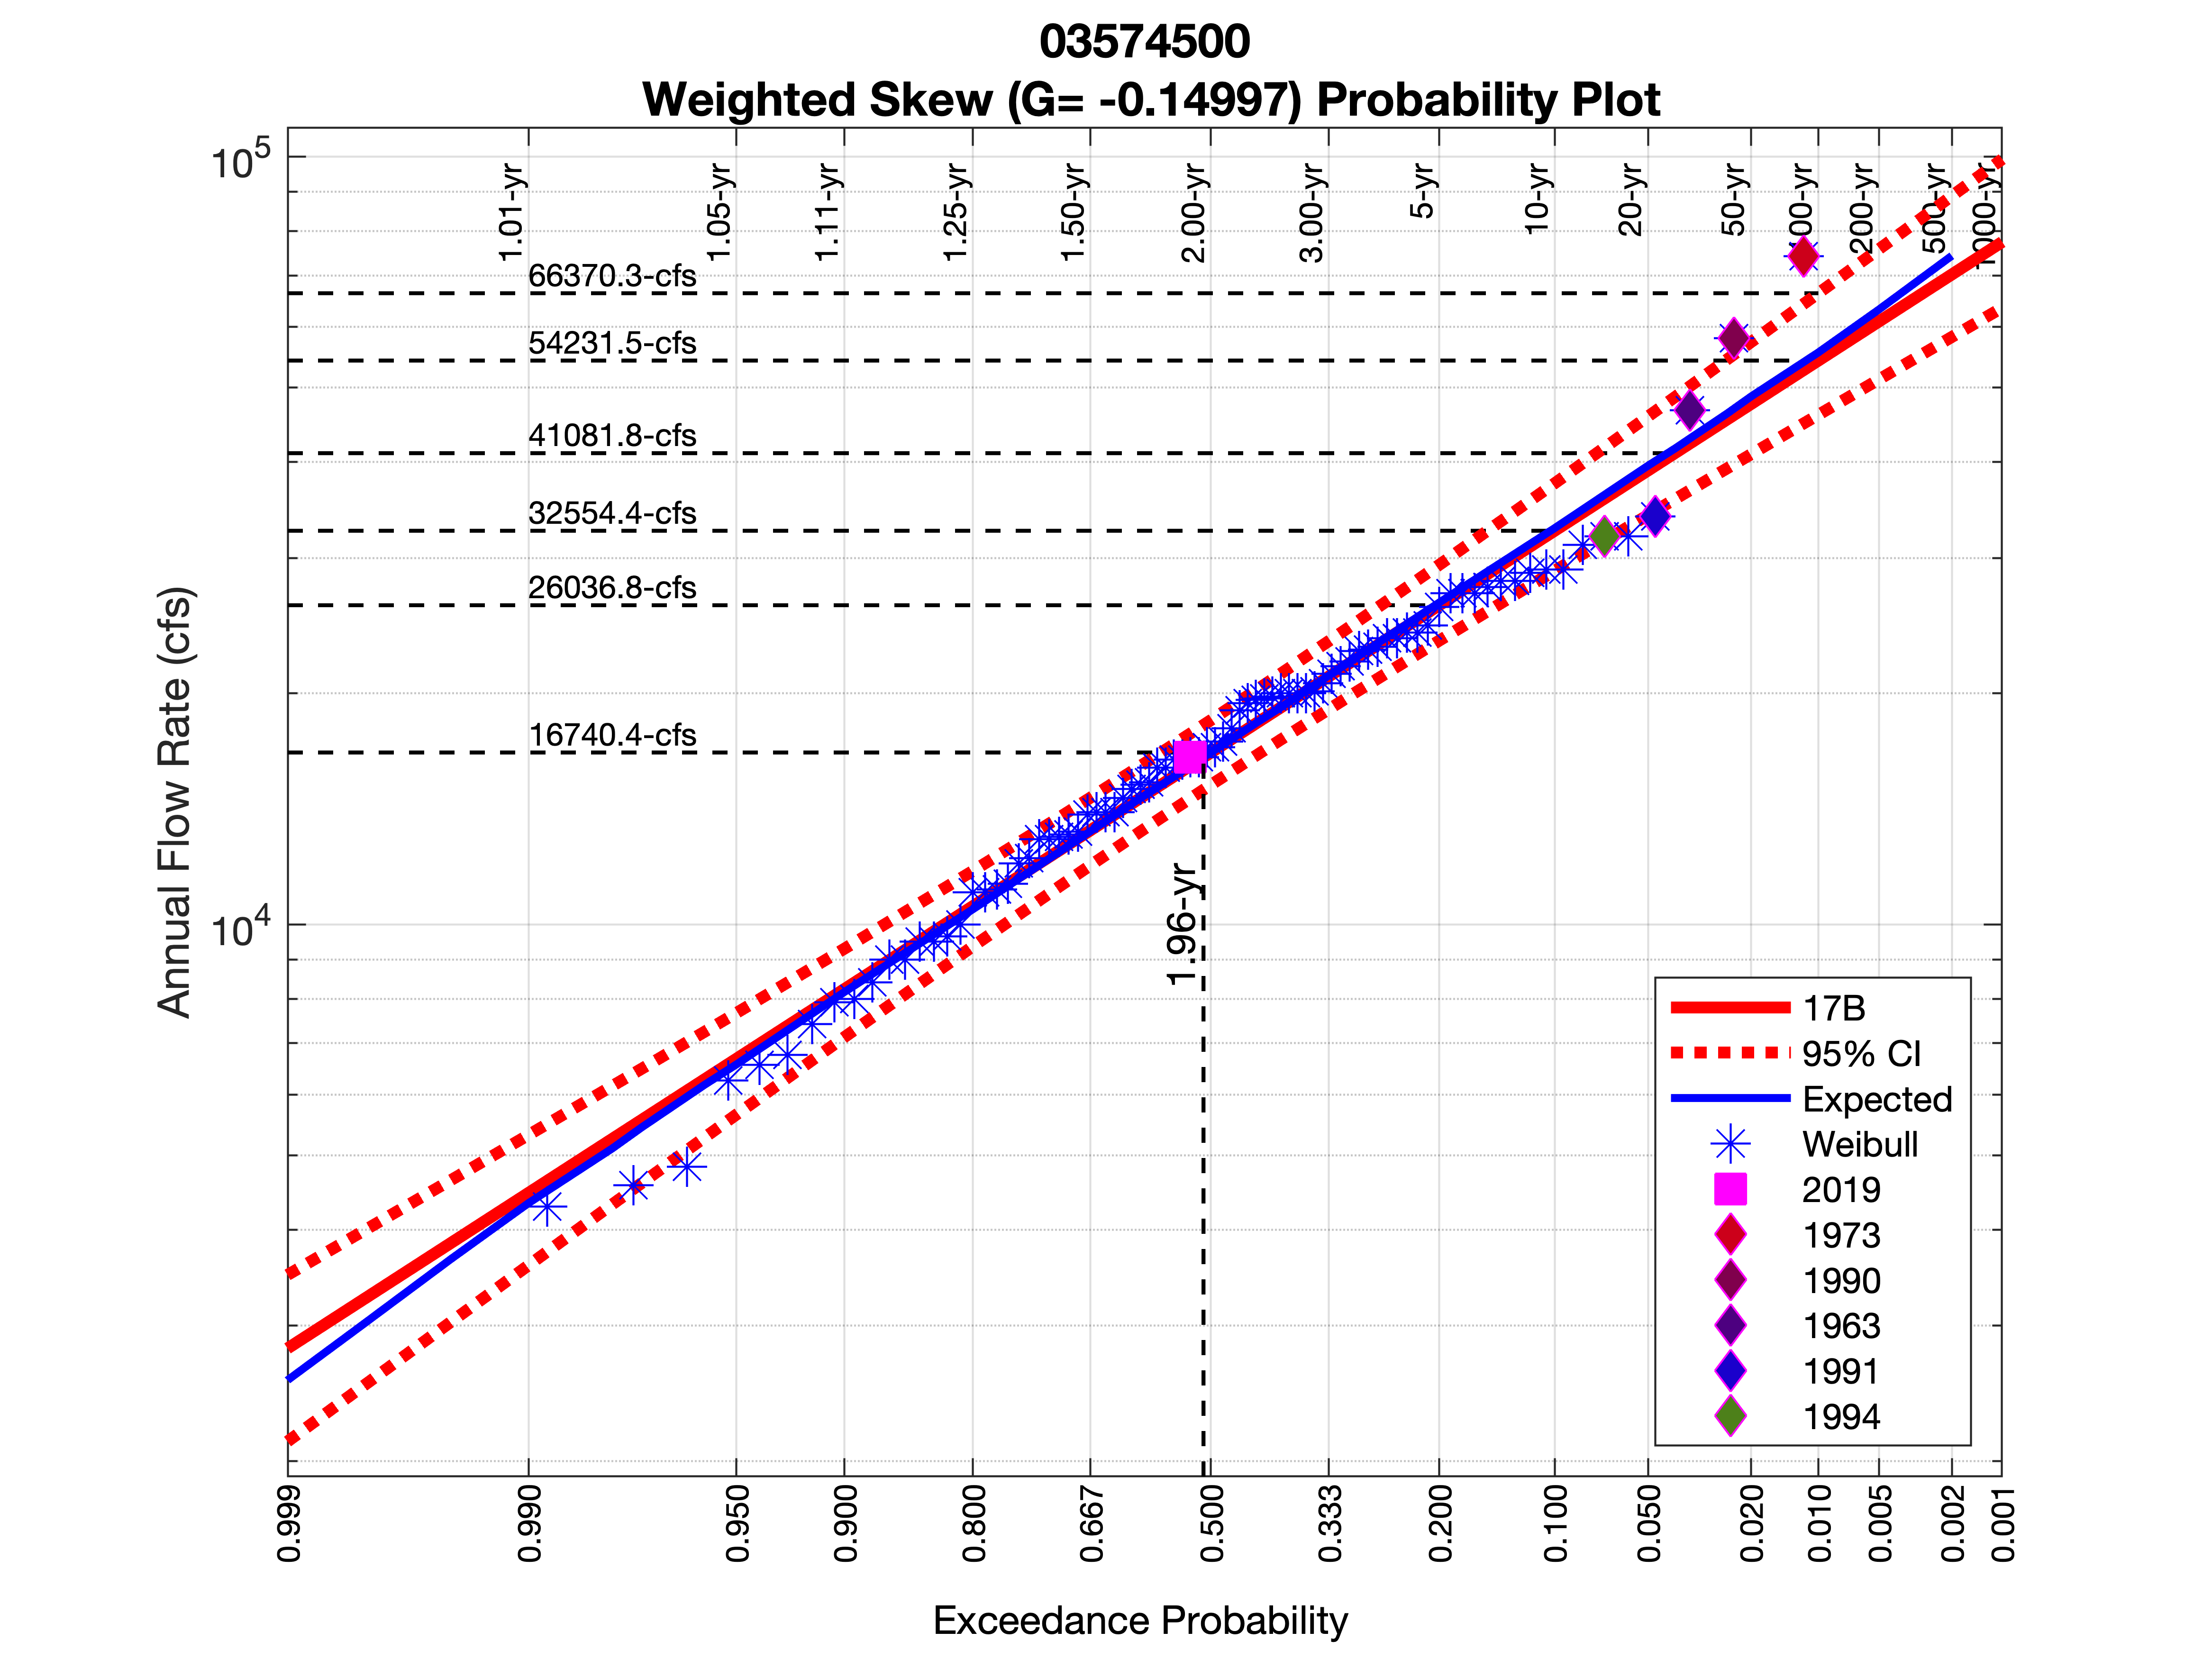 03574500
Weighted Skew (G= -0.14997) Probability Plot
10^5
1.01-yr
1.05-yr
1.11-yr
1.25-yr
1.50-yr
2.00-yr
3.00-yr
5-yr
10-yr
20-yr
50-yr
00-yr
200-yr
500-yr
000-yr
66370.3-cfs
54231.5-cfs
41081.8-cfs
32554.4-cfs
26036.8-cfs
16740.4-cfs
Annual Flow Rate (cfs)
10^4
1.96-yr
17B
95% CI
Expected
Weibull
2019
1973
1990
1963
1991
1994
0.999
0.990
0.950
0.900
0.800
0.667
0.500
0.333
0.200
0.100
0.050
0.020
0.010
0.005
0.002
0.001
Exceedance Probability